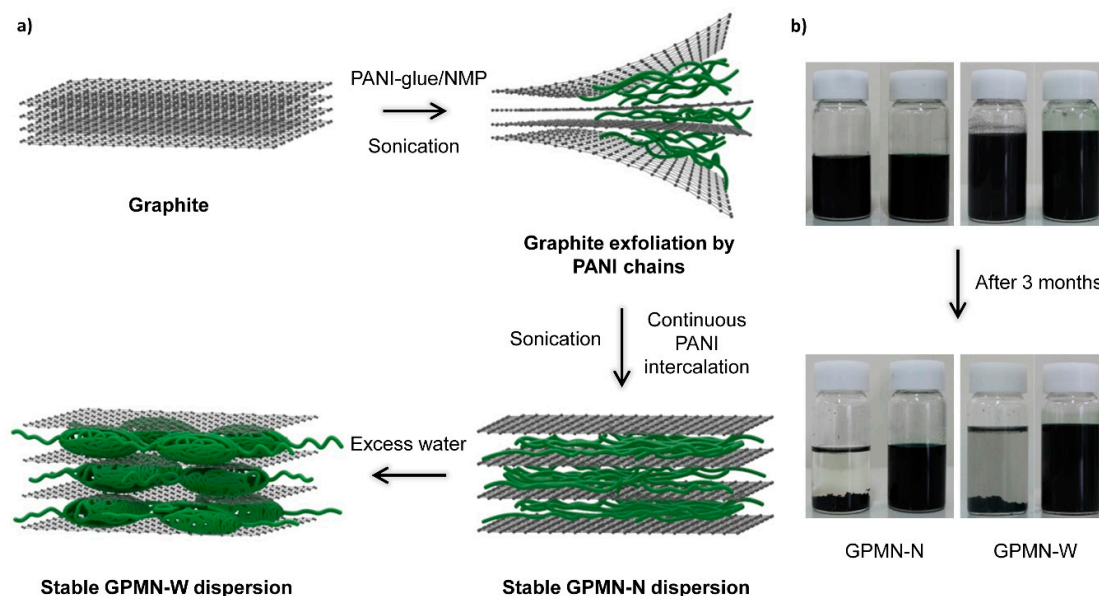 a)
PANI-glue/NMP
Sonication
Graphite
Graphite exfoliation by
PANI chains
Sonication
Continuous
PANI
intercalation
Excess water
Stable GPMN-W dispersion
Stable GPMN-N dispersion
b)
After 3 months
GPMN-N
GPMN-W